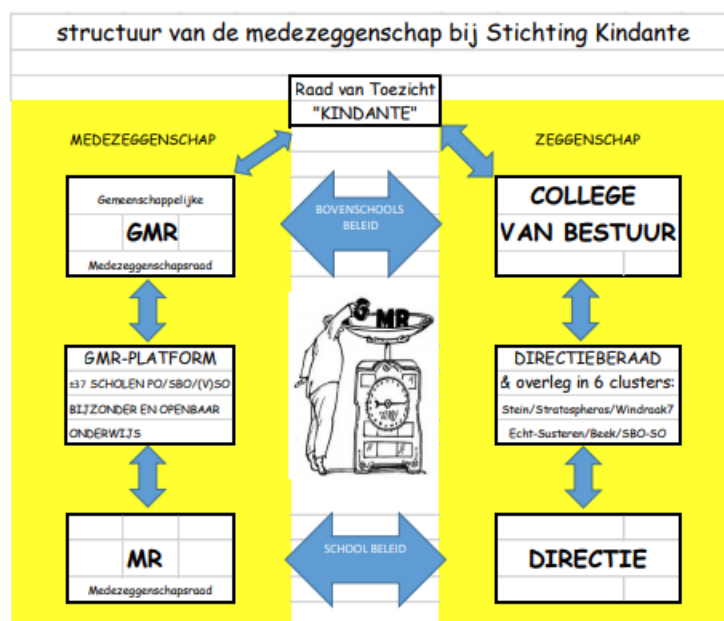 structuur van de medezeggenschap bij Stichting Kindante
Raad van Toezicht
"KINDANTE"
MEDEZEGGENSCHAP
ZEGGENSCHAP
Gemeenschappelijke
GMR
Medezeggenschapsraad
BOVENSCHOOLS
BELEID
COLLEGE
VAN BESTUUR
MR
GMR-PLATFORM
±37 SCHOLEN PO/SBO/(V)SO
BIJZONDER EN OPENBAAR
ONDERWIJS
DIRECTIEBERAAD
& overleg in 6 clusters:
Stein/Stratospheros/Windraak7
Echt-Susteren/Beek/SBO-SO
MR
Medezeggenschapsraad
SCHOOL BELEID
DIRECTIE